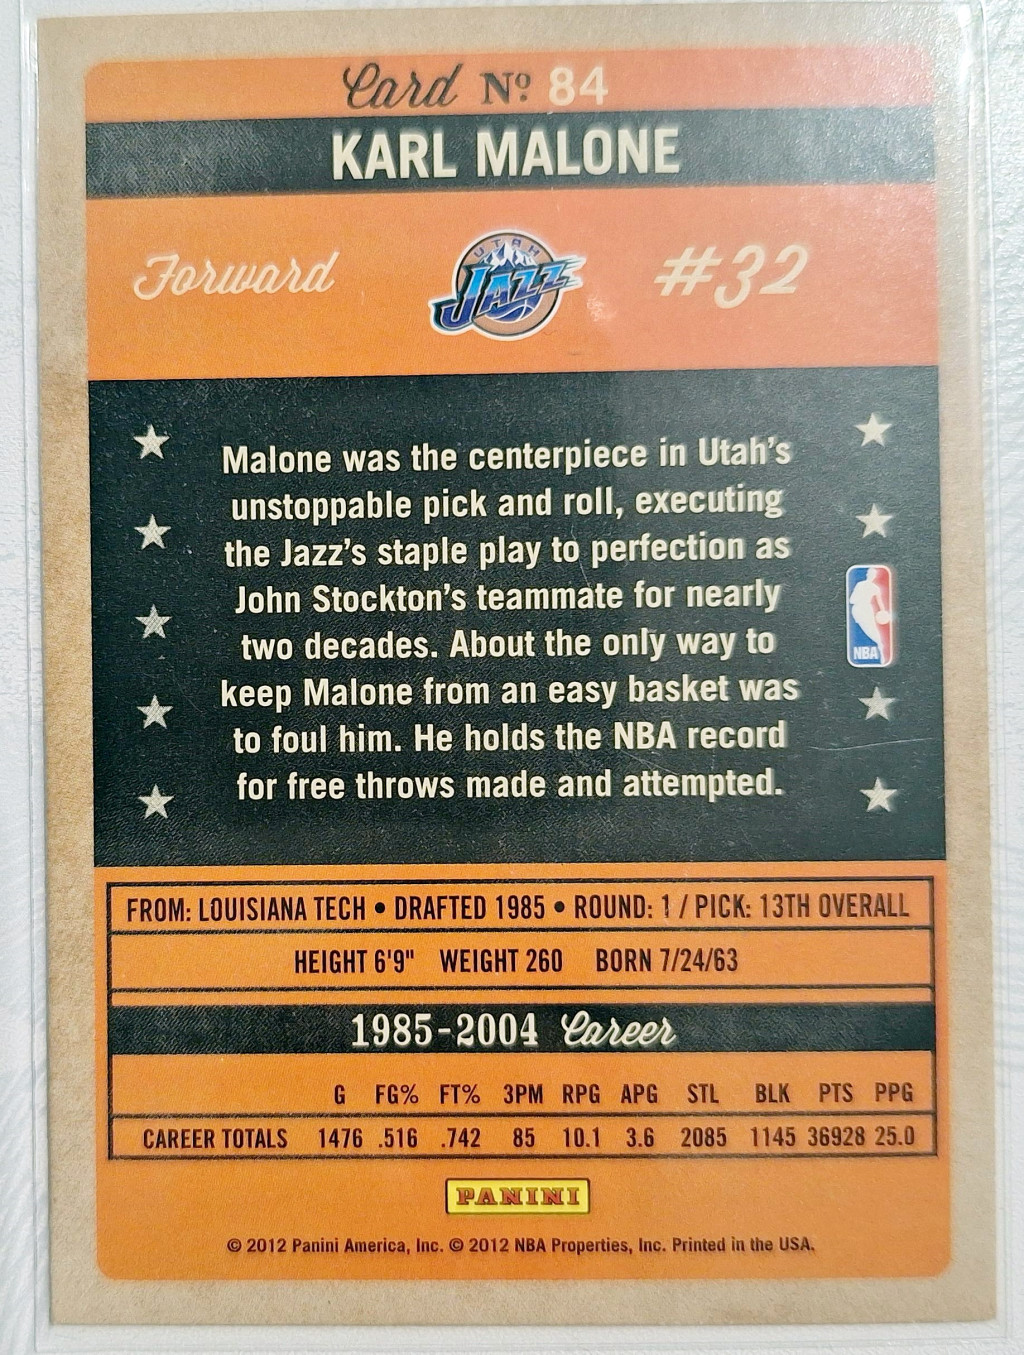 Card Nº 84
KARL MALONE
Forward
UTAH
JAZZ
#32
Malone was the centerpiece in Utah's
unstoppable pick and roll, executing
the Jazz's staple play to perfection as
John Stockton's teammate for nearly
two decades. About the only way to
keep Malone from an easy basket was
to foul him. He holds the NBA record
for free throws made and attempted.
NBA
FROM: LOUISIANA TECH • DRAFTED 1985 • ROUND: 1 / PICK: 13TH OVERALL
HEIGHT 6'9" WEIGHT 260 BORN 7/24/63
1985-2004 Career
G FG% FT% 3PM RPG APG STL BLK PTS PPG
CAREER TOTALS 1476 .516 .742 85 10.1 3.6 2085 1145 36928 25.0
PANINI
© 2012 Panini America, Inc. © 2012 NBA Properties, Inc. Printed in the USA.